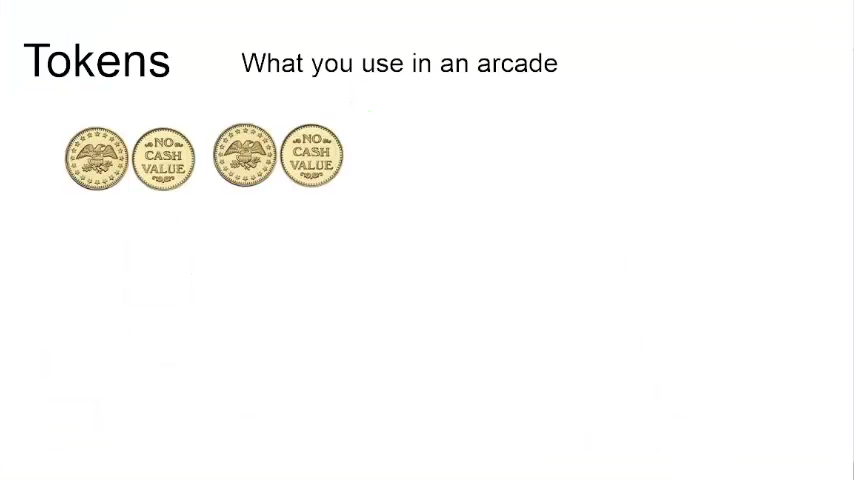 Tokens
What you use in an arcade
NO
CASH
VALUE
NO
CASH
VALUE